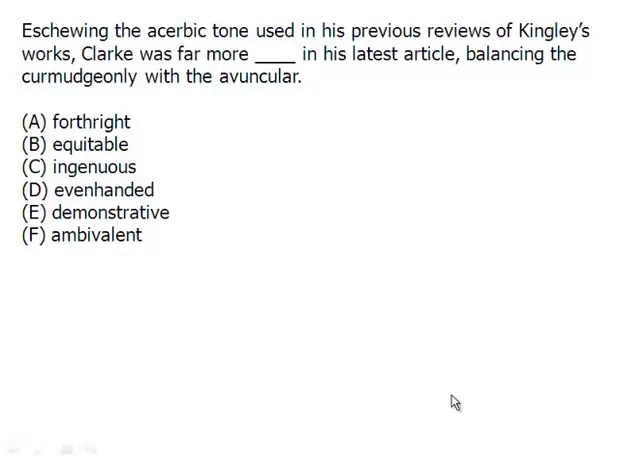 Eschewing the acerbic tone used in his previous reviews of Kingley's
works, Clarke was far more ____ in his latest article, balancing the
curmudgeonly with the avuncular.
(A) forthright
(B) equitable
(C) ingenuous
(D) evenhanded
(E) demonstrative
(F) ambivalent